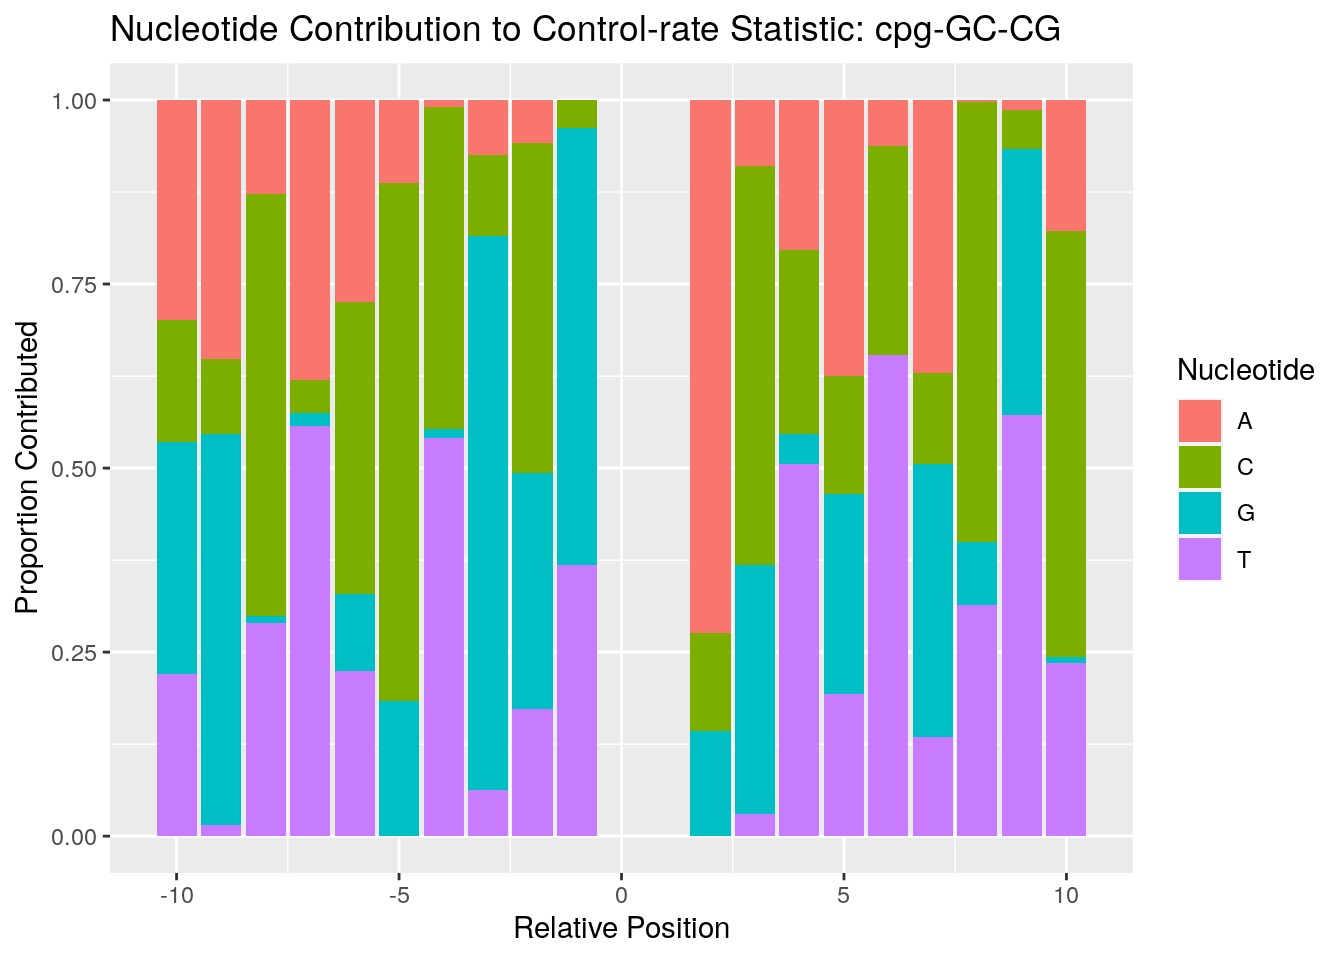 Nucleotide Contribution to Control-rate Statistic: cpg-GC-CG
1.00
0.75
0.50
0.25
0.00
Proportion Contributed
-10
-5
0
5
10
Relative Position
Nucleotide
A
C
G
T